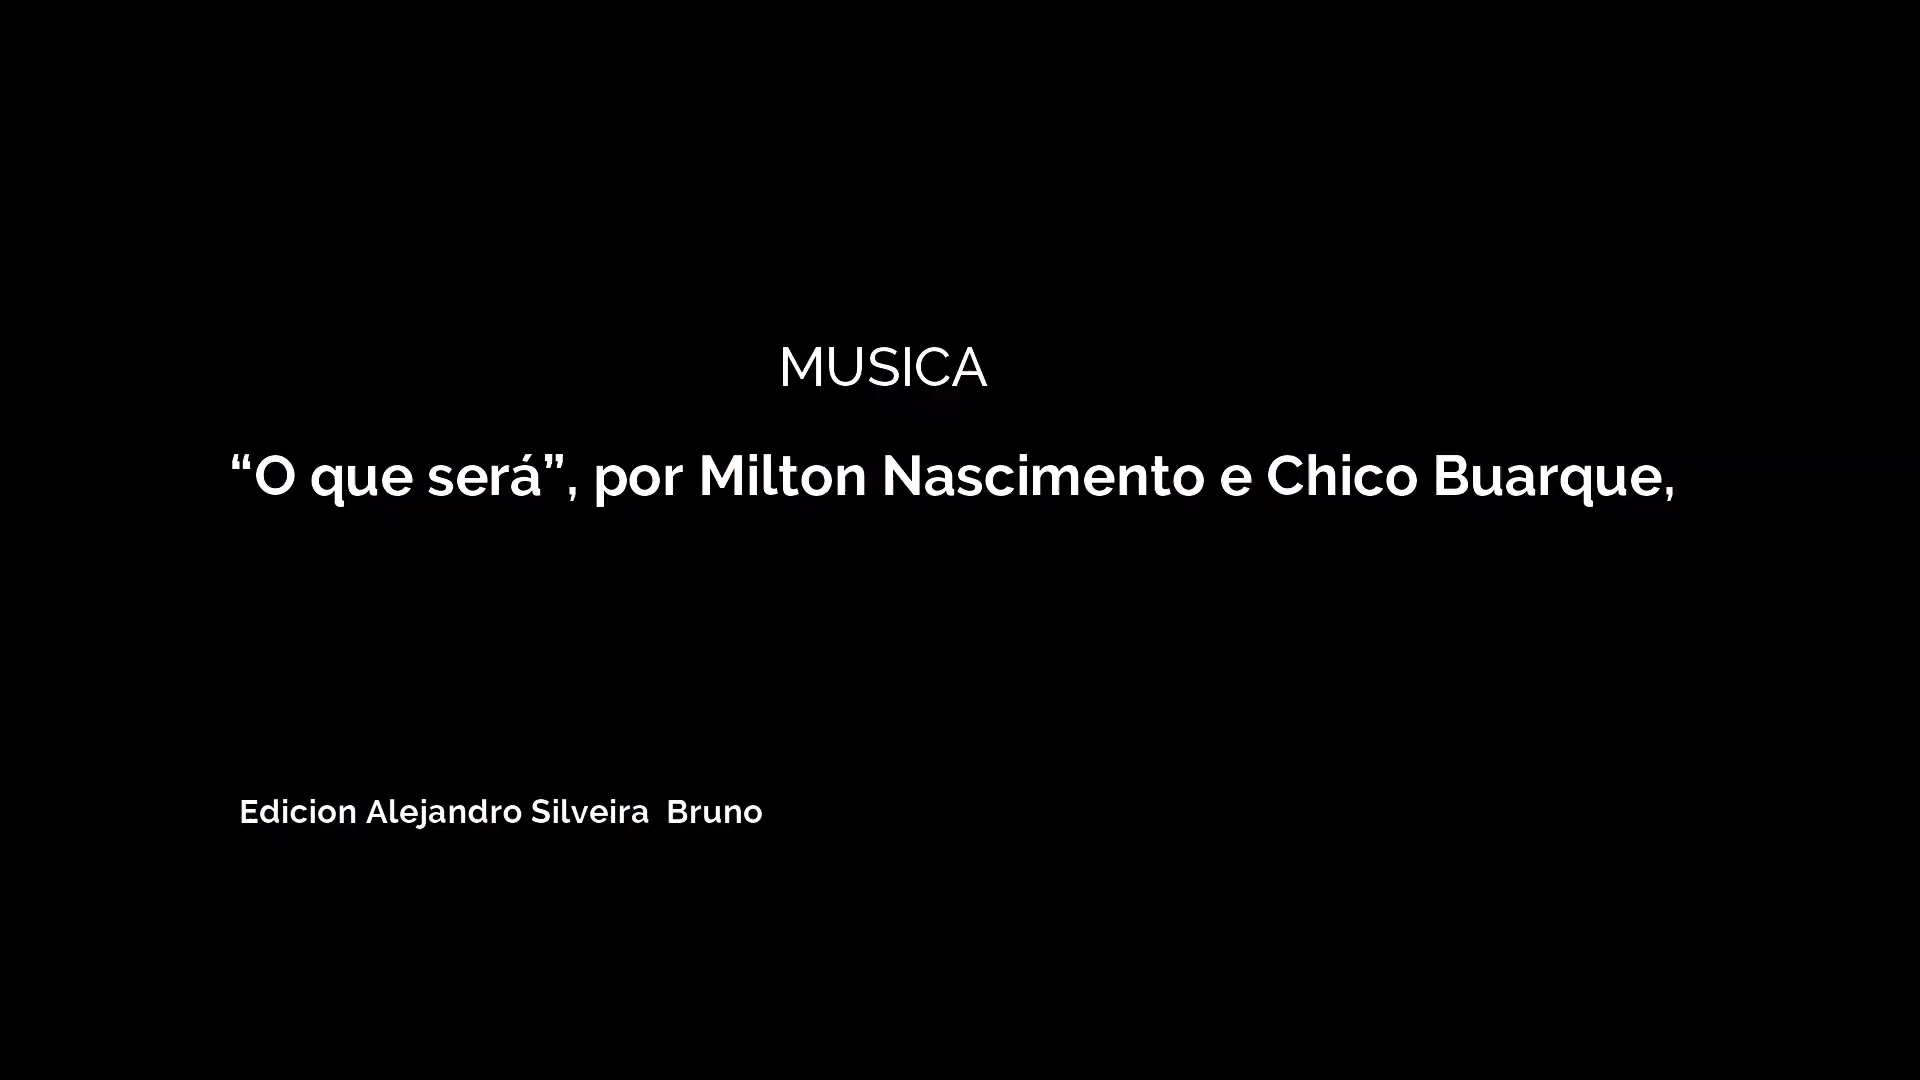 MUSICA
“O que será”, por Milton Nascimento e Chico Buarque,
Edicion Alejandro Silveira  Bruno